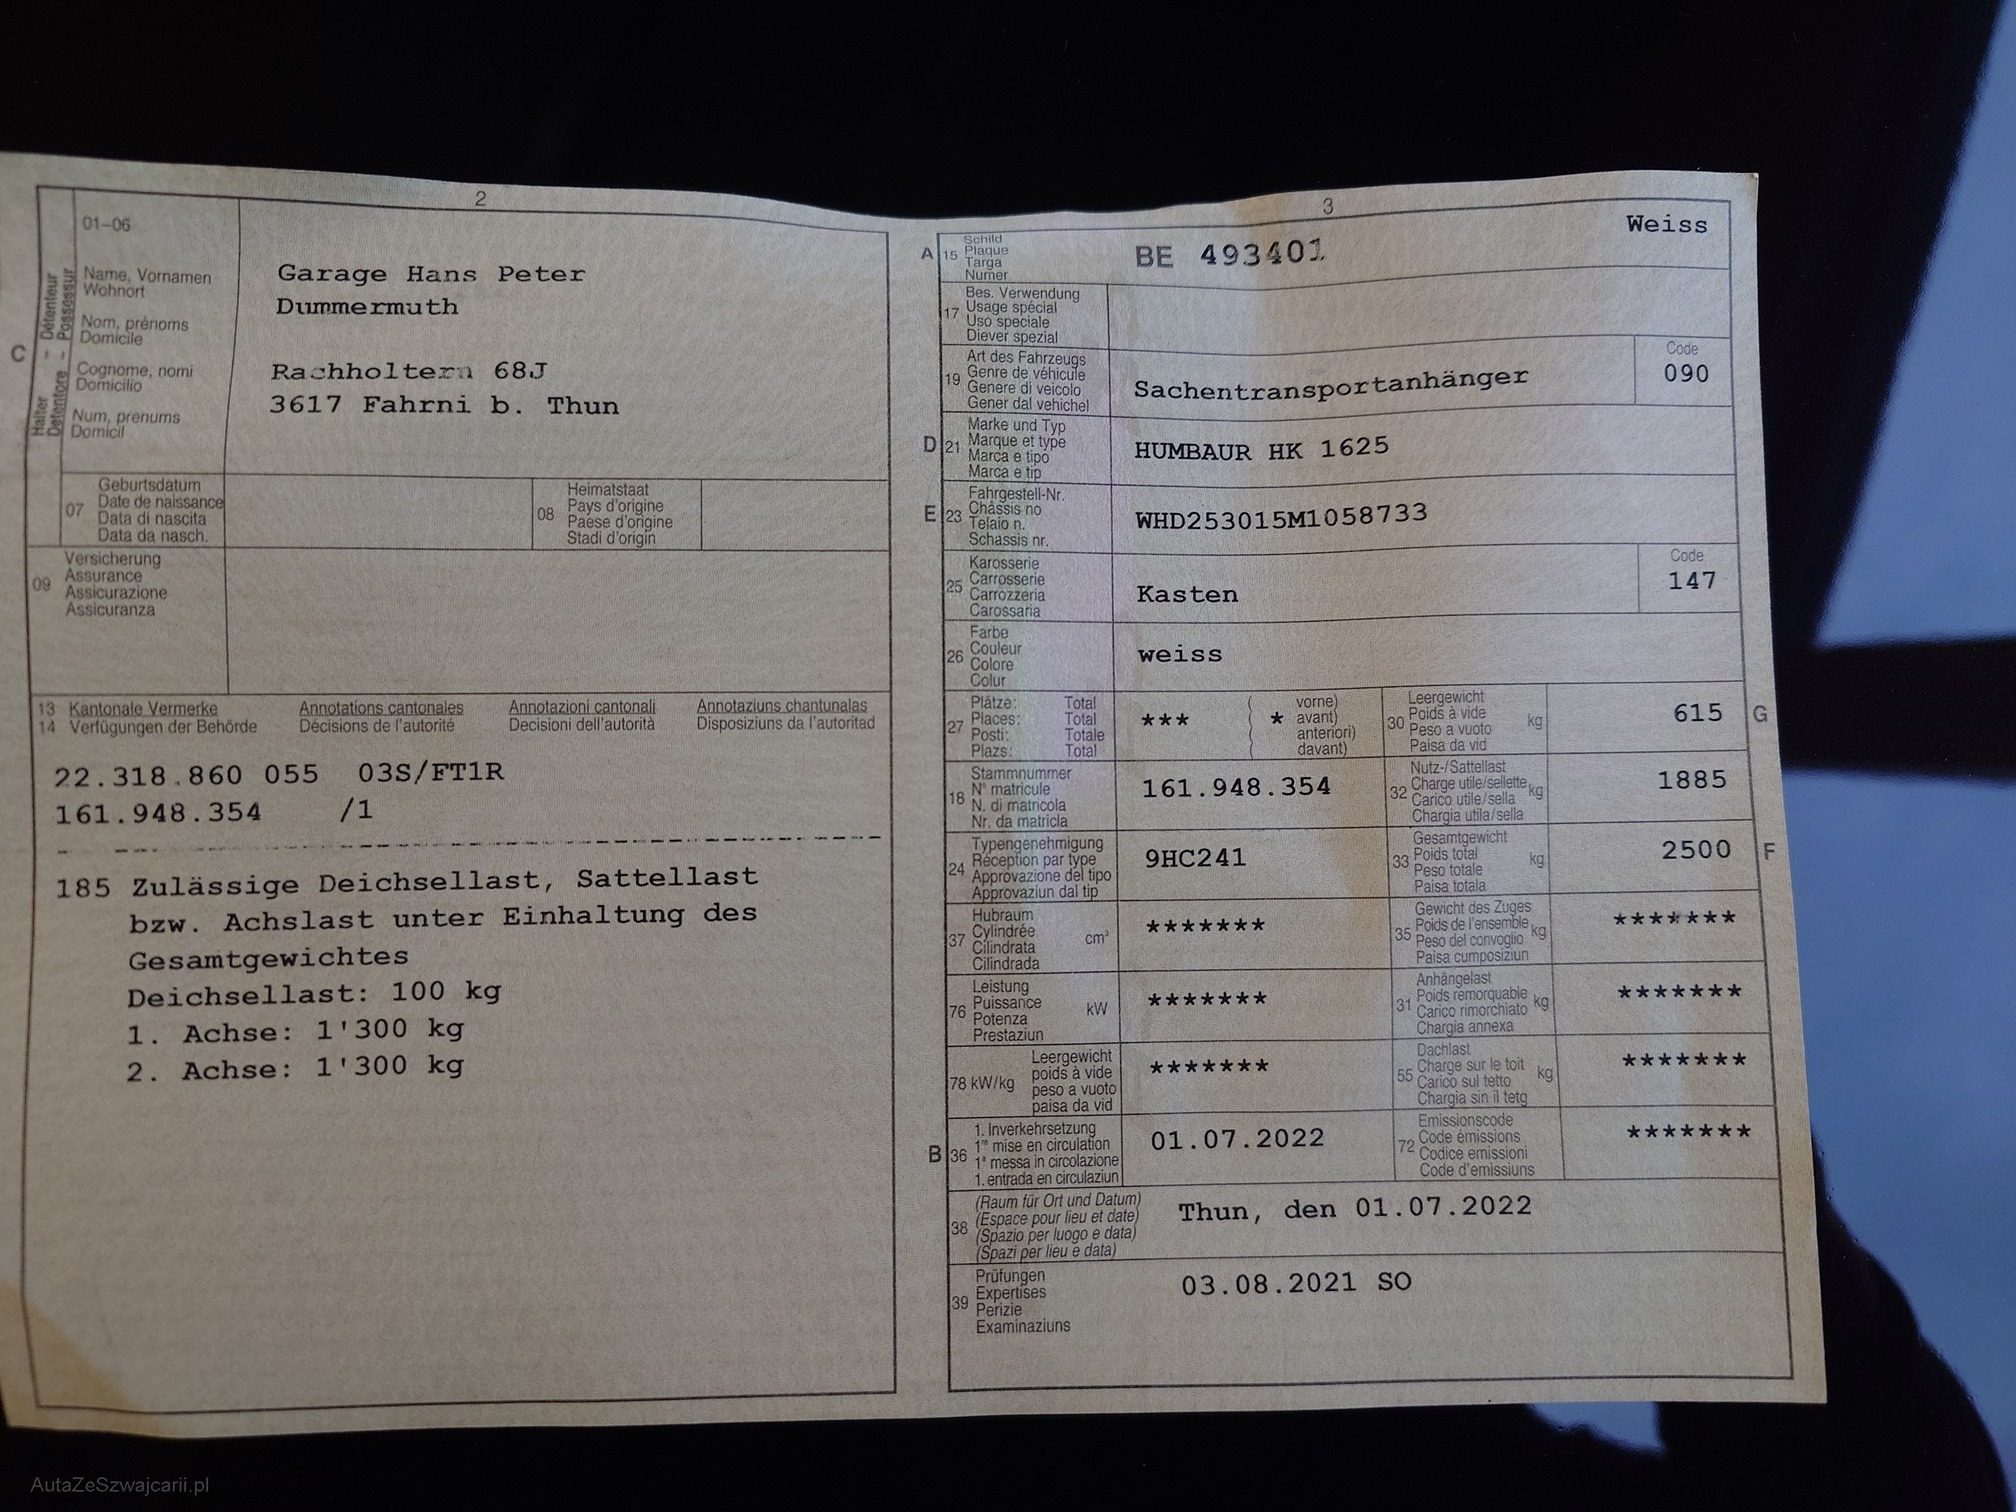 2
01–06
C
Halter - Détenteur
Detentore - Possessur
Name, Vornamen
Wohnort
Nom, prénoms
Domicile
Cognome, nomi
Domicilio
Num, prenums
Domicil
Garage Hans Peter
Dummermuth
Rachholtern 68J
3617 Fahrni b. Thun
07
Geburtsdatum
Date de naissance
Data di nascita
Data da nasch.
08
Heimatstaat
Pays d'origine
Paese d'origine
Stadi d'origin
09
Versicherung
Assurance
Assicurazione
Assicuranza
13 Kantonale Vermerke Annotations cantonales Annotazioni cantonali Annotaziuns chantunalas
14 Verfügungen der Behörde Décisions de l'autorité Decisioni dell'autorità Disposiziuns da l'autoritad
22.318.860 055 03S/FT1R
161.948.354 /1
185 Zulässige Deichsellast, Sattellast
bzw. Achslast unter Einhaltung des
Gesamtgewichtes
Deichsellast: 100 kg
1. Achse: 1'300 kg
2. Achse: 1'300 kg
3
Weiss
A 15
Schild
Plaque
Targa
Numer
BE 493401
17
Bes. Verwendung
Usage spécial
Uso speciale
Diever spezial
19
Art des Fahrzeugs
Genre de véhicule
Genere di veicolo
Gener dal vehichel
Sachentransportanhänger
Code
090
D 21
Marke und Typ
Marque et type
Marca e tipo
Marca e tip
HUMBAUR HK 1625
E 23
Fahrgestell-Nr.
Châssis no
Telaio n.
Schassis nr.
WHD253015M1058733
25
Karosserie
Carrosserie
Carrozzeria
Carossaria
Kasten
Code
147
26
Farbe
Couleur
Colore
Colur
weiss
27
Plätze: Total
Places: Total
Posti: Totale
Plazs: Total
***
( vorne)
( * avant)
( anteriori)
( davant)
30
Leergewicht
Poids à vide
Peso a vuoto
Paisa da vid
kg
615
G
18
Stammnummer
N° matricule
N. di matricola
Nr. da matricla
161.948.354
32
Nutz-/Sattellast
Charge utile/sellette
Carico utile/sella
Chargia utila/sella
kg
1885
24
Typengenehmigung
Réception par type
Approvazione del tipo
Approvaziun dal tip
9HC241
33
Gesamtgewicht
Poids total
Peso totale
Paisa totala
kg
2500
F
37
Hubraum
Cylindrée
Cilindrata
Cilindrada
cm³
*******
35
Gewicht des Zuges
Poids de l'ensemble
Peso del convoglio
Paisa cumposiziun
kg
*******
76
Leistung
Puissance
Potenza
Prestaziun
kW
*******
31
Anhängelast
Poids remorquable
Carico rimorchiato
Chargia annexa
kg
*******
78 kW/kg
Leergewicht
poids à vide
peso a vuoto
paisa da vid
*******
55
Dachlast
Charge sur le toit
Carico sul tetto
Chargia sin il tetg
kg
*******
B 36
1. Inverkehrsetzung
1re mise en circulation
1a messa in circolazione
1. entrada en circulaziun
01.07.2022
72
Emissionscode
Code émissions
Codice emissioni
Code d'emissiuns
*******
38
(Raum für Ort und Datum)
(Espace pour lieu et date)
(Spazio per luogo e data)
(Spazi per lieu e data)
Thun, den 01.07.2022
39
Prüfungen
Expertises
Perizie
Examinaziuns
03.08.2021 SO
AutaZeSzwajcarii.pl